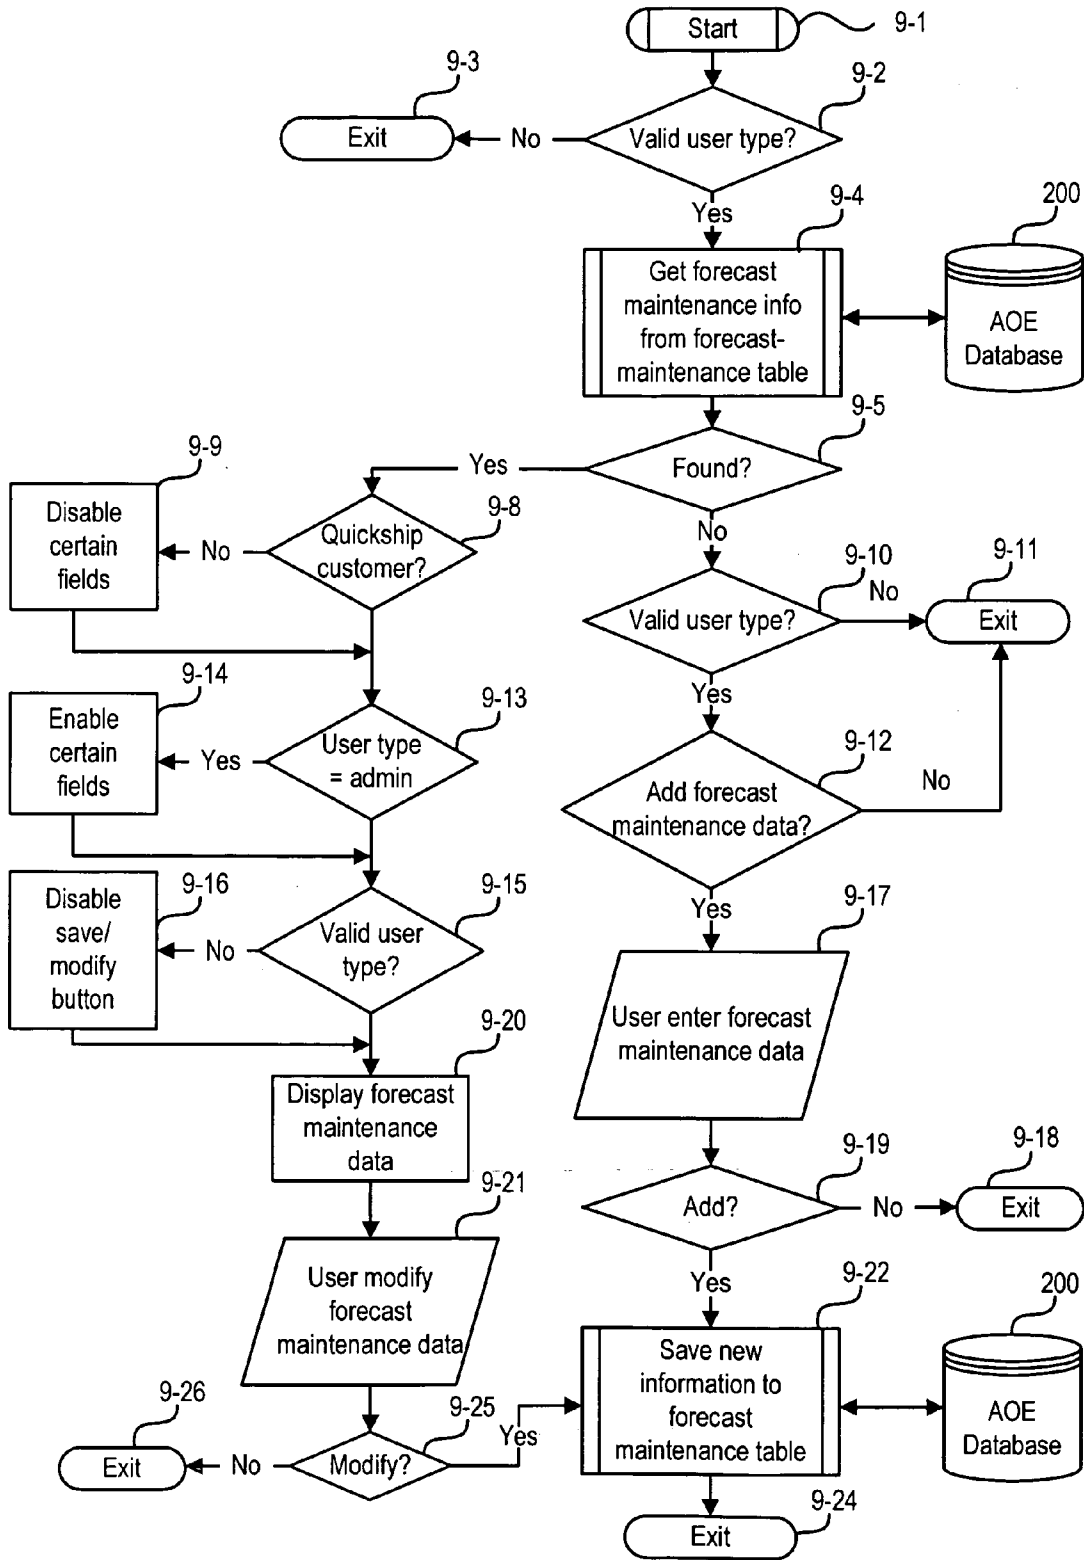 Start
9-1
9-3
9-2
Exit
No
Valid user type?
Yes
9-4
200
Get forecast
maintenance info
from forecast-
maintenance table
AOE
Database
9-5
Found?
Yes
9-9
Disable
certain
fields
No
9-8
Quickship
customer?
No
9-10
Valid user type?
No
9-11
Exit
9-14
Enable
certain
fields
Yes
9-13
User type
= admin
Yes
9-12
Add forecast
maintenance data?
No
9-16
Disable
save/
modify
button
No
9-15
Valid user
type?
Yes
9-17
User enter forecast
maintenance data
9-20
Display forecast
maintenance
data
9-19
Add?
No
9-18
Exit
9-21
User modify
forecast
maintenance data
Yes
9-22
Save new
information to
forecast
maintenance table
200
AOE
Database
9-26
Exit
No
9-25
Modify?
Yes
9-24
Exit